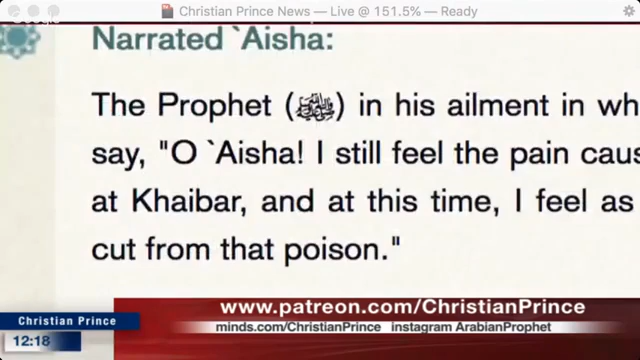 Christian Prince News — Live @ 151.5% — Ready
Narrated `Aisha:
The Prophet (ﷺ) in his ailment in wh
say, "O `Aisha! I still feel the pain caus
at Khaibar, and at this time, I feel as
cut from that poison."
www.patreon.com/ChristianPrince
Christian Prince
minds.com/ChristianPrince instagram ArabianProphet
12:18